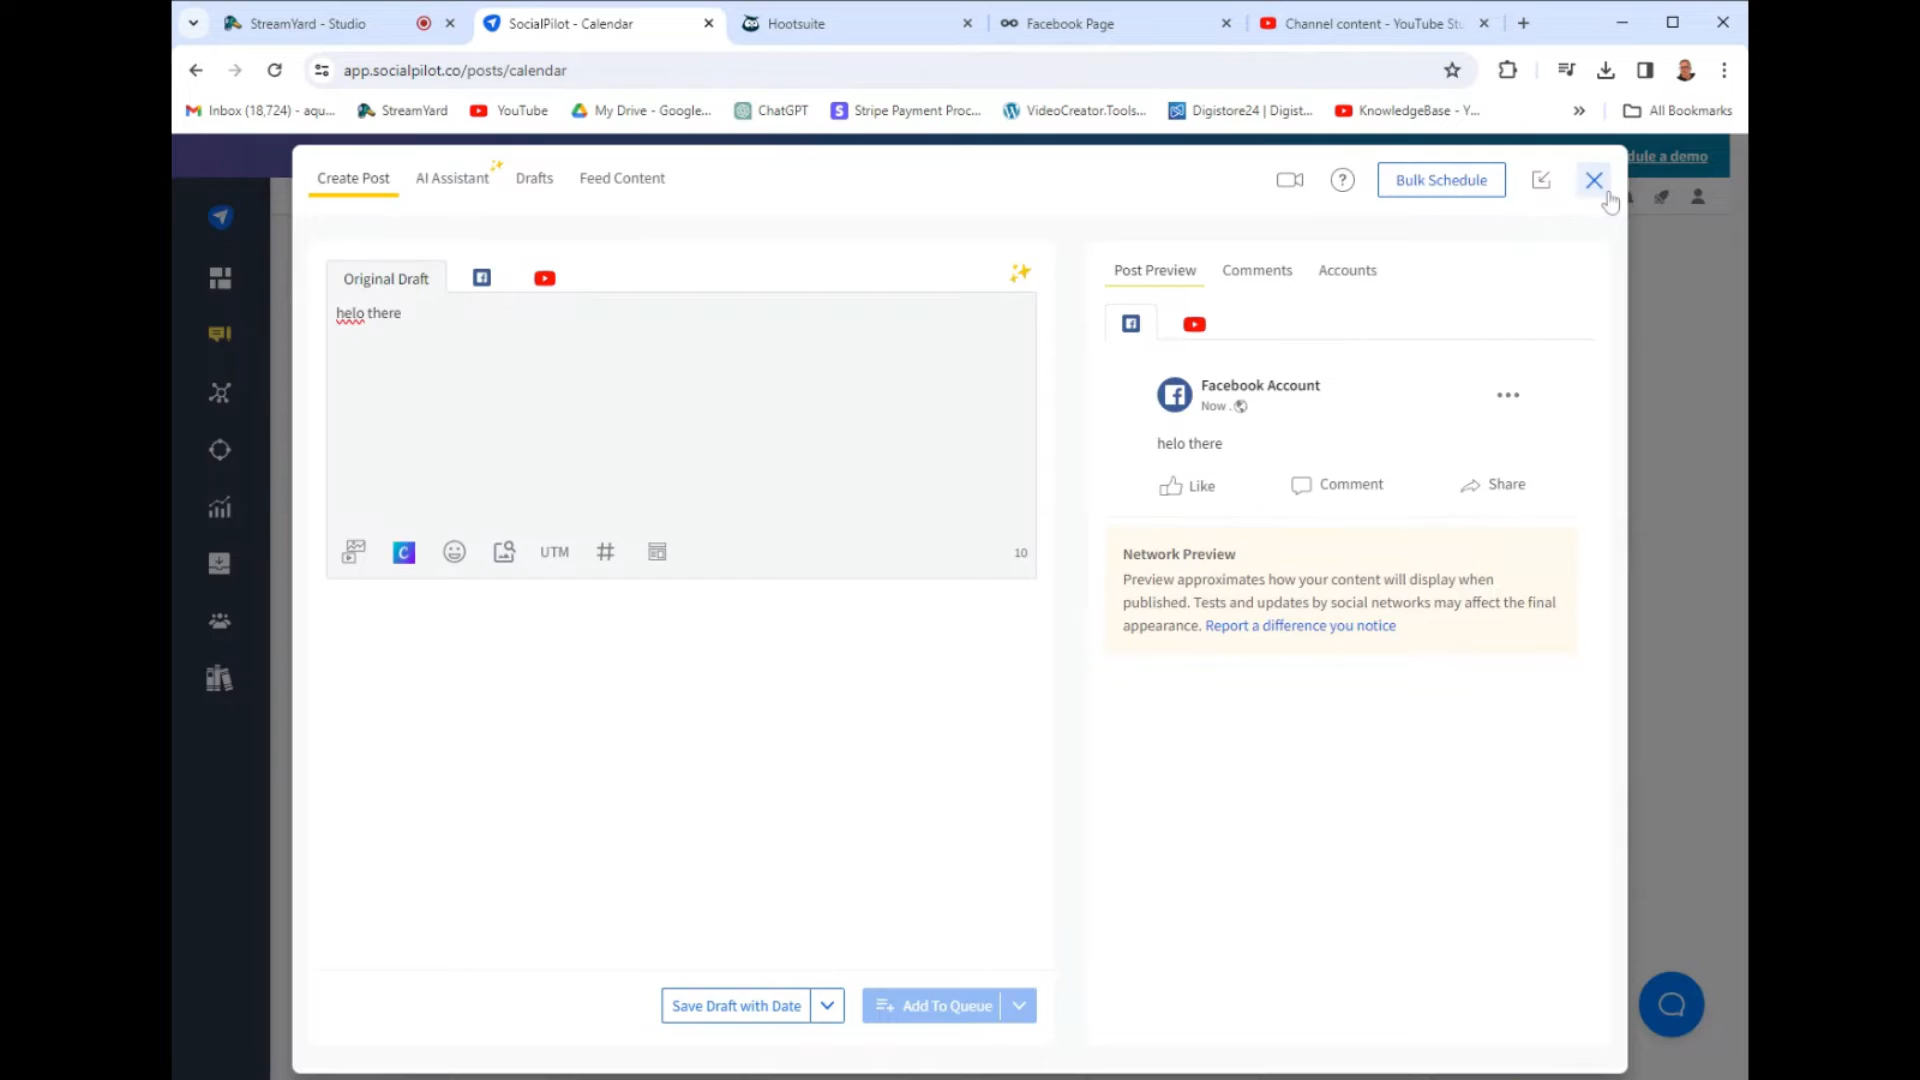 StreamYard - Studio
SocialPilot - Calendar
Hootsuite
Facebook Page
Channel content - YouTube Stu
app.socialpilot.co/posts/calendar
Inbox (18,724) - aqu...
StreamYard
YouTube
My Drive - Google...
ChatGPT
Stripe Payment Proc...
VideoCreator.Tools...
Digistore24 | Digist...
KnowledgeBase - Y...
All Bookmarks
dule a demo
Create Post
AI Assistant
Drafts
Feed Content
Bulk Schedule
Original Draft
helo there
UTM
10
Post Preview
Comments
Accounts
Facebook Account
Now .
helo there
Like
Comment
Share
Network Preview
Preview approximates how your content will display when
published. Tests and updates by social networks may affect the final
appearance. Report a difference you notice
Save Draft with Date
Add To Queue